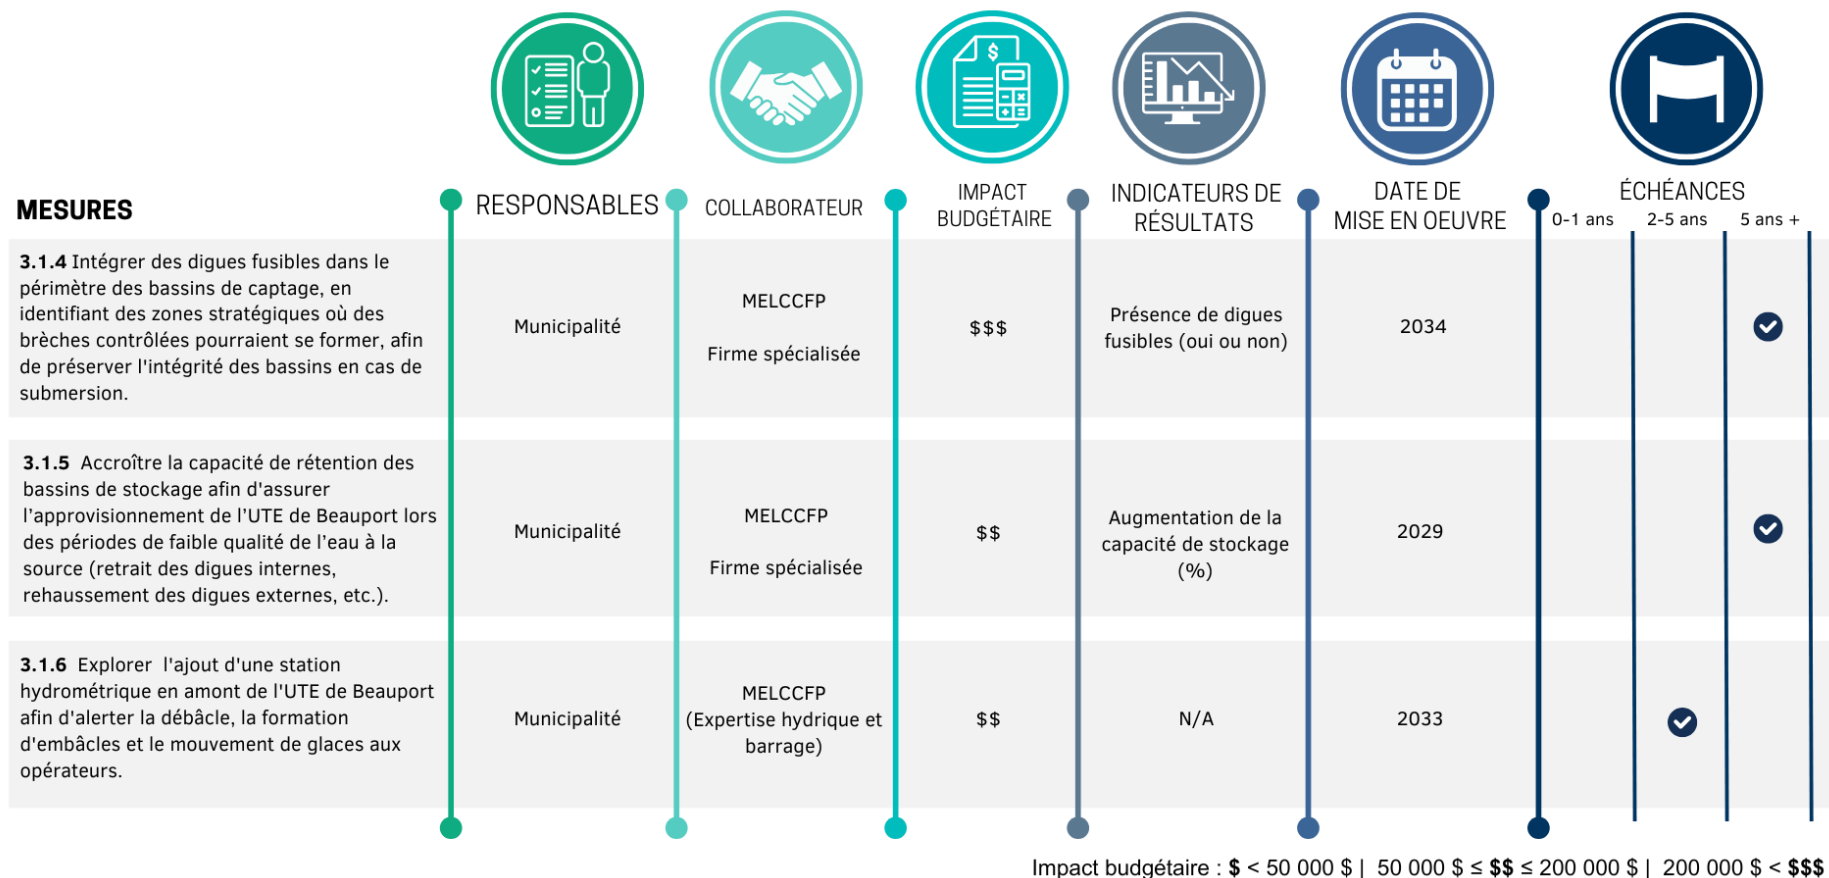 MESURES
RESPONSABLES
COLLABORATEUR
IMPACT
BUDGÉTAIRE
INDICATEURS DE
RÉSULTATS
DATE DE
MISE EN OEUVRE
ÉCHÉANCES
0-1 ans
2-5 ans
5 ans +
3.1.4 Intégrer des digues fusibles dans le
périmètre des bassins de captage, en
identifiant des zones stratégiques où des
brèches contrôlées pourraient se former, afin
de préserver l'intégrité des bassins en cas de
submersion.
Municipalité
MELCCFP
Firme spécialisée
$$$
Présence de digues
fusibles (oui ou non)
2034
3.1.5 Accroître la capacité de rétention des
bassins de stockage afin d'assurer
l’approvisionnement de l’UTE de Beauport lors
des périodes de faible qualité de l’eau à la
source (retrait des digues internes,
rehaussement des digues externes, etc.).
Municipalité
MELCCFP
Firme spécialisée
$$
Augmentation de la
capacité de stockage
(%)
2029
3.1.6 Explorer l'ajout d'une station
hydrométrique en amont de l'UTE de Beauport
afin d'alerter la débâcle, la formation
d'embâcles et le mouvement de glaces aux
opérateurs.
Municipalité
MELCCFP
(Expertise hydrique et
barrage)
$$
N/A
2033
Impact budgétaire : $ < 50 000 $ | 50 000 $ ≤ $$ ≤ 200 000 $ | 200 000 $ < $$$